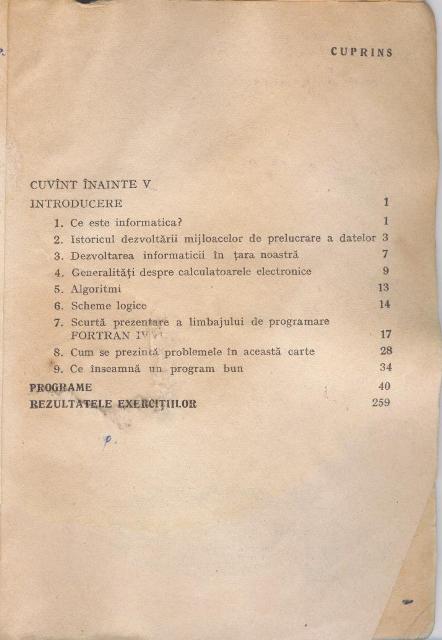 CUPRINS
CUVÎNT ÎNAINTE V
INTRODUCERE 1
1. Ce este informatica? 1
2. Istoricul dezvoltării mijloacelor de prelucrare a datelor 3
3. Dezvoltarea informaticii în țara noastră 7
4. Generalități despre calculatoarele electronice 9
5. Algoritmi 13
6. Scheme logice 14
7. Scurtă prezentare a limbajului de programare
FORTRAN IV 17
8. Cum se prezintă problemele în această carte 28
9. Ce înseamnă un program bun 34
PROGRAME 40
REZULTATELE EXERCIȚIILOR 259